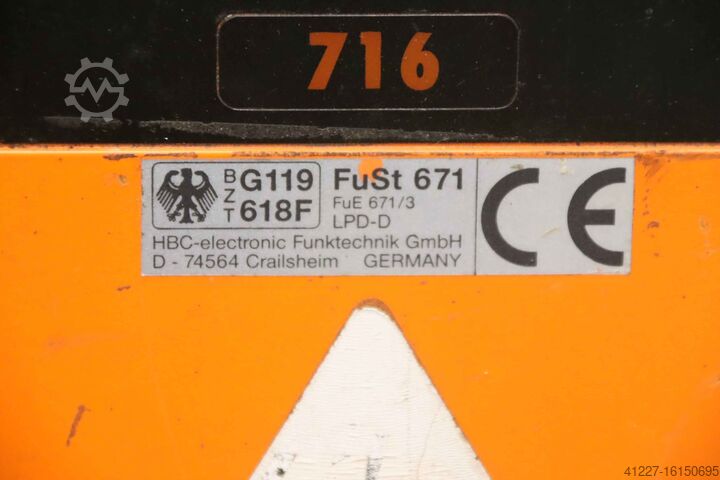 716
BZT G119 618F
FuSt 671
FuE 671/3
LPD-D
HBC-electronic Funktechnik GmbH
D - 74564 Crailsheim GERMANY
CE
41227-16150695